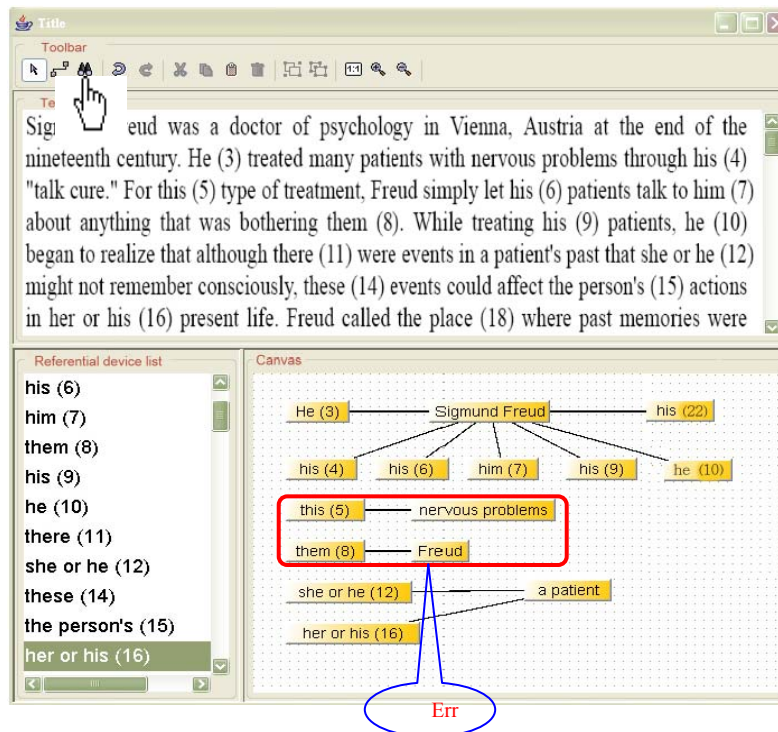 Title
Toolbar
1:1
Te
Sig eud was a doctor of psychology in Vienna, Austria at the end of the
nineteenth century. He (3) treated many patients with nervous problems through his (4)
"talk cure." For this (5) type of treatment, Freud simply let his (6) patients talk to him (7)
about anything that was bothering them (8). While treating his (9) patients, he (10)
began to realize that although there (11) were events in a patient's past that she or he (12)
might not remember consciously, these (14) events could affect the person's (15) actions
in her or his (16) present life. Freud called the place (18) where past memories were
Referential device list
his (6)
him (7)
them (8)
his (9)
he (10)
there (11)
she or he (12)
these (14)
the person's (15)
her or his (16)
Canvas
He (3) Sigmund Freud his (22)
his (4) his (6) him (7) his (9) he (10)
this (5) nervous problems
them (8) Freud
she or he (12) a patient
her or his (16)
Err